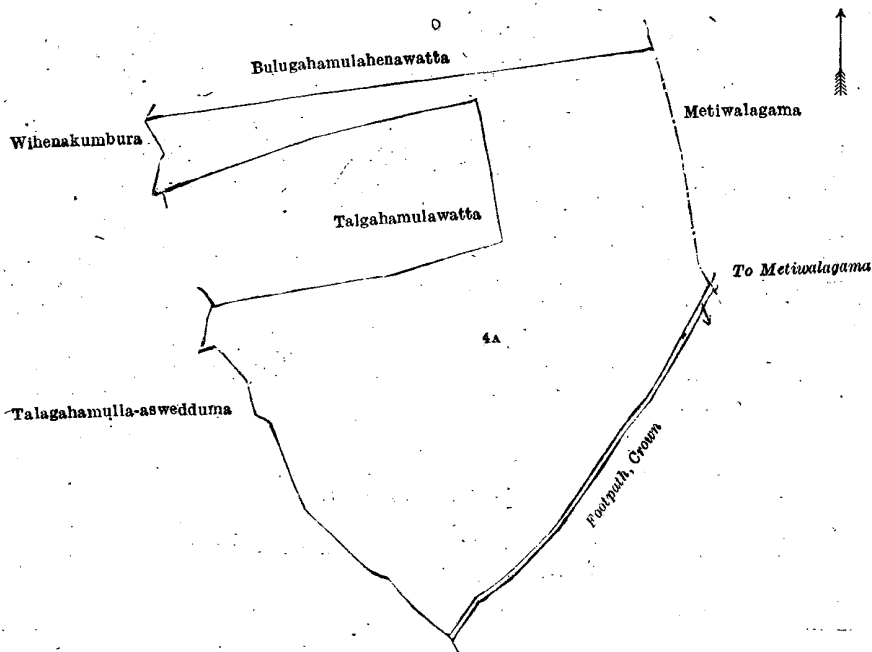 Bulugahamulahenawatta
Metiwalagama
Wihenakumbura
Talgahamulawatta
To Metiwalagama
4A
Talagahamulla-aswedduma
Footpath, Crown